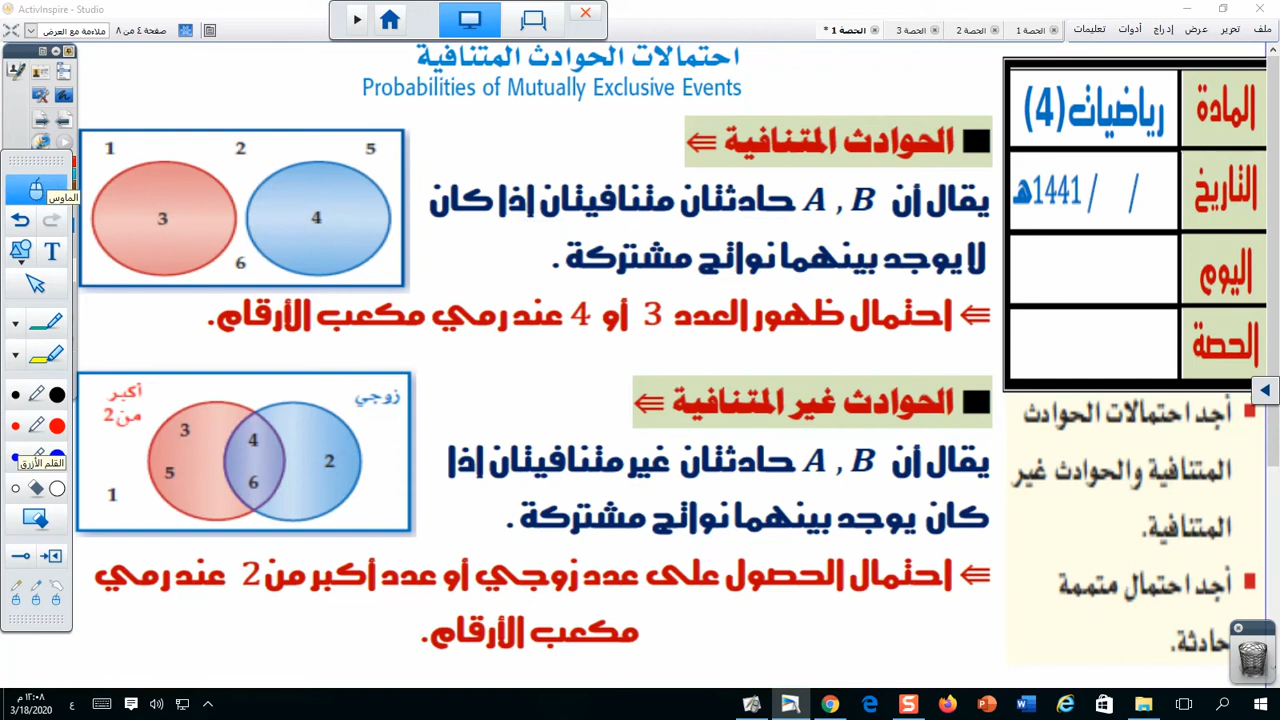 ActivInspire - Studio
ملف
تحرير
عرض
إدراج
أدوات
تعليمات
الحصة 1
الحصة 2
الحصة 3
الحصة 1 *
صفحة ٤ من ٨
ملاءمة مع العرض
احتمالات الحوادث المتنافية
Probabilities of Mutually Exclusive Events
المادة
رياضيات (4)
التاريخ
/ / 1441هـ
اليوم
الحصة
الحوادث المتنافية ⇚
يقال أن A , B حادثتان متنافيتان إذا كان
لا يوجد بينهما نواتج مشتركة .
⇚ احتمال ظهور العدد 3 أو 4 عند رمي مكعب الأرقام.
1 2 5
3 4
6
الحوادث غير المتنافية ⇚
يقال أن A , B حادثتان غير متنافيتان إذا
كان يوجد بينهما نواتج مشتركة .
⇚ احتمال الحصول على عدد زوجي أو عدد أكبر من 2 عند رمي
مكعب الأرقام.
أكبر
من 2
زوجي
3 4
5 6 2
1
أجد احتمالات الحوادث
المتنافية والحوادث غير
المتنافية.
أجد احتمال متممة
حادثة.
الماوس
القلم الأزرق
T
١٢:٠٨ م
3/18/2020
ع